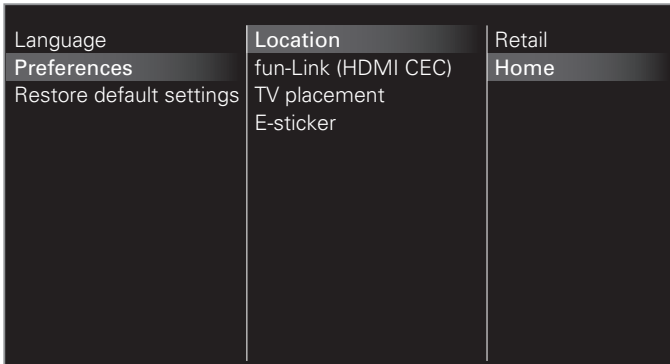 Language
Preferences
Restore default settings
Location
fun-Link (HDMI CEC)
TV placement
E-sticker
Retail
Home